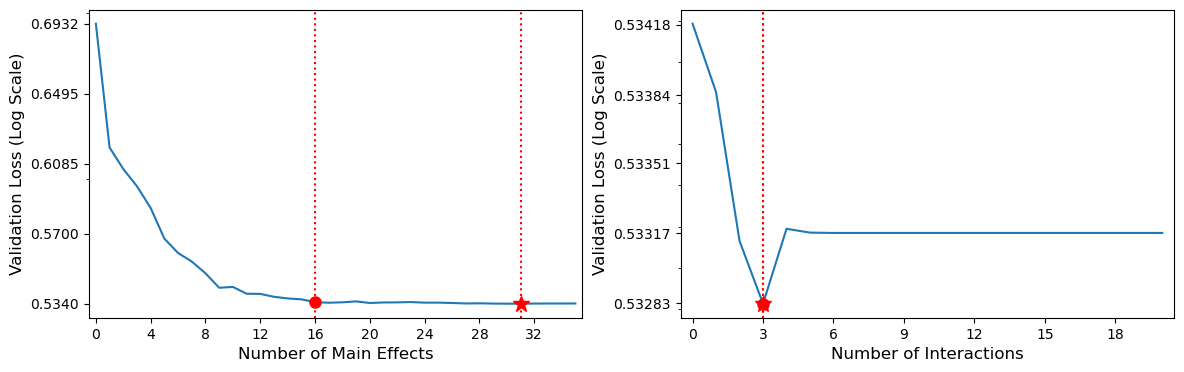 Validation Loss (Log Scale)
0.6932
0.6495
0.6085
0.5700
0.5340
0 4 8 12 16 20 24 28 32
Number of Main Effects
Validation Loss (Log Scale)
0.53418
0.53384
0.53351
0.53317
0.53283
0 3 6 9 12 15 18
Number of Interactions